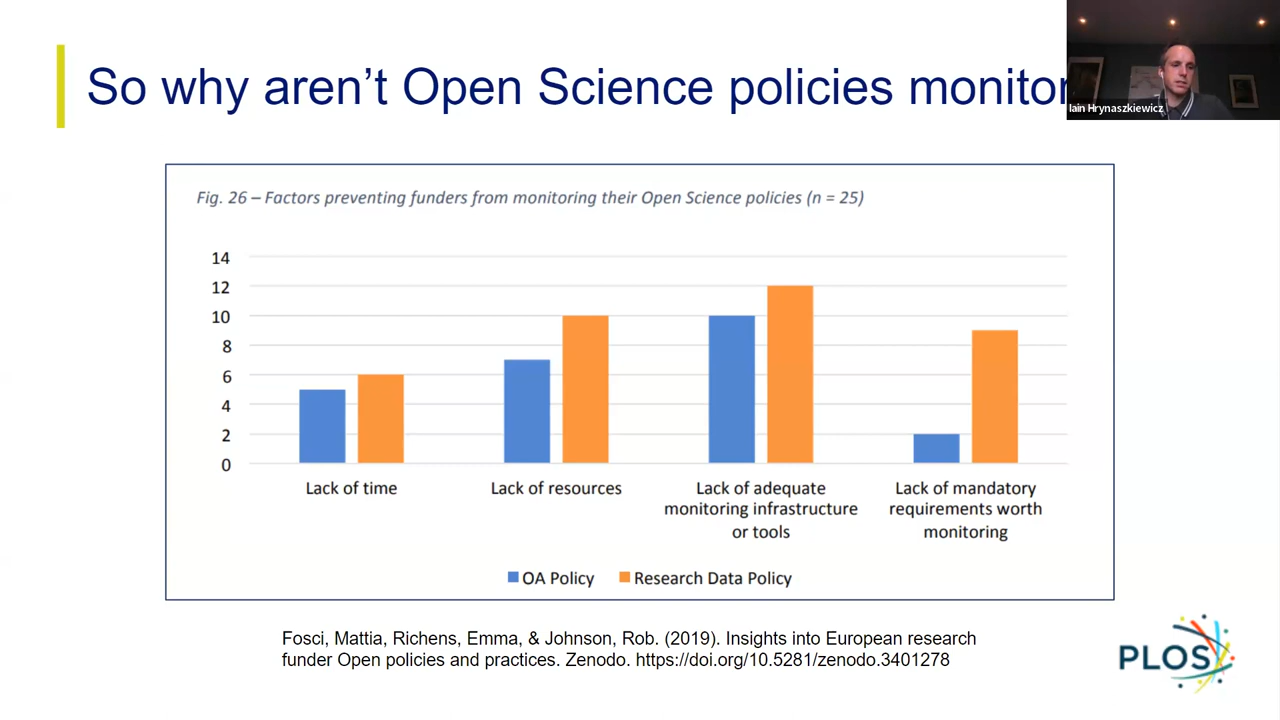 So why aren't Open Science policies monitor
Iain Hrynaszkiewicz
Fig. 26 – Factors preventing funders from monitoring their Open Science policies (n = 25)
14
12
10
8
6
4
2
0
Lack of time
Lack of resources
Lack of adequate
monitoring infrastructure
or tools
Lack of mandatory
requirements worth
monitoring
OA Policy
Research Data Policy
Fosci, Mattia, Richens, Emma, & Johnson, Rob. (2019). Insights into European research
funder Open policies and practices. Zenodo. https://doi.org/10.5281/zenodo.3401278
PLOS